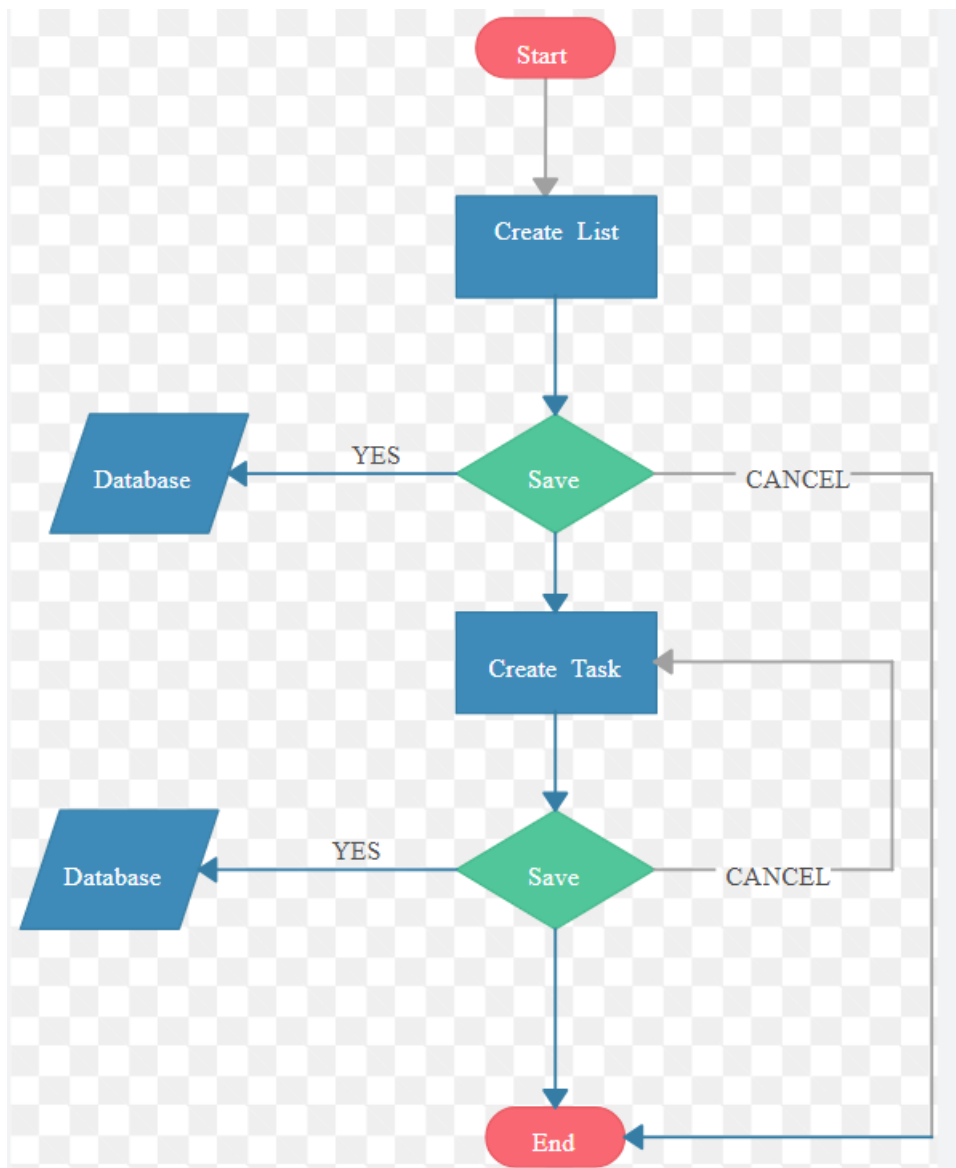 Start
Create List
YES
Database
Save
CANCEL
Create Task
YES
Database
Save
CANCEL
End